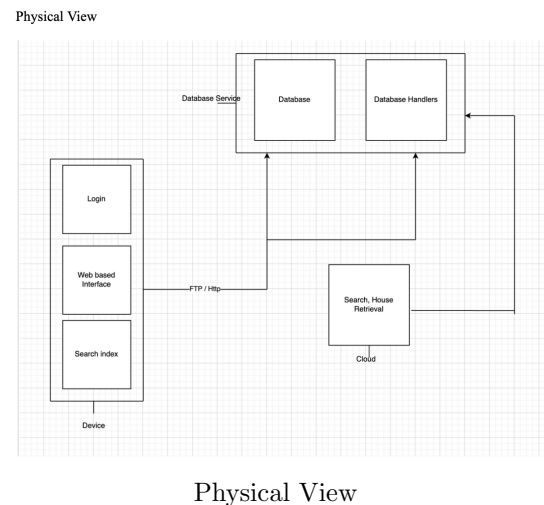 Physical View
Database Service
Database
Database Handlers
Login
Web based
Interface
FTP / Http
Search, House
Retrieval
Search index
Cloud
Device
Physical View